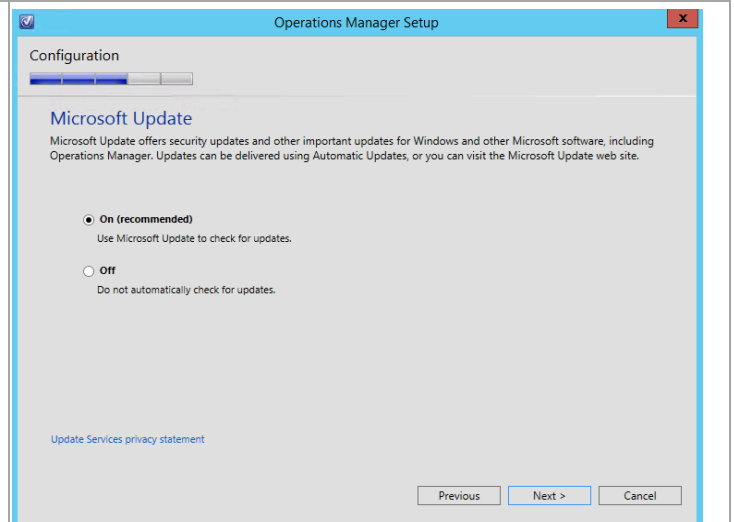 Operations Manager Setup
x
Configuration
Microsoft Update
Microsoft Update offers security updates and other important updates for Windows and other Microsoft software, including
Operations Manager. Updates can be delivered using Automatic Updates, or you can visit the Microsoft Update web site.
On (recommended)
Use Microsoft Update to check for updates.
Off
Do not automatically check for updates.
Update Services privacy statement
Previous Next > Cancel